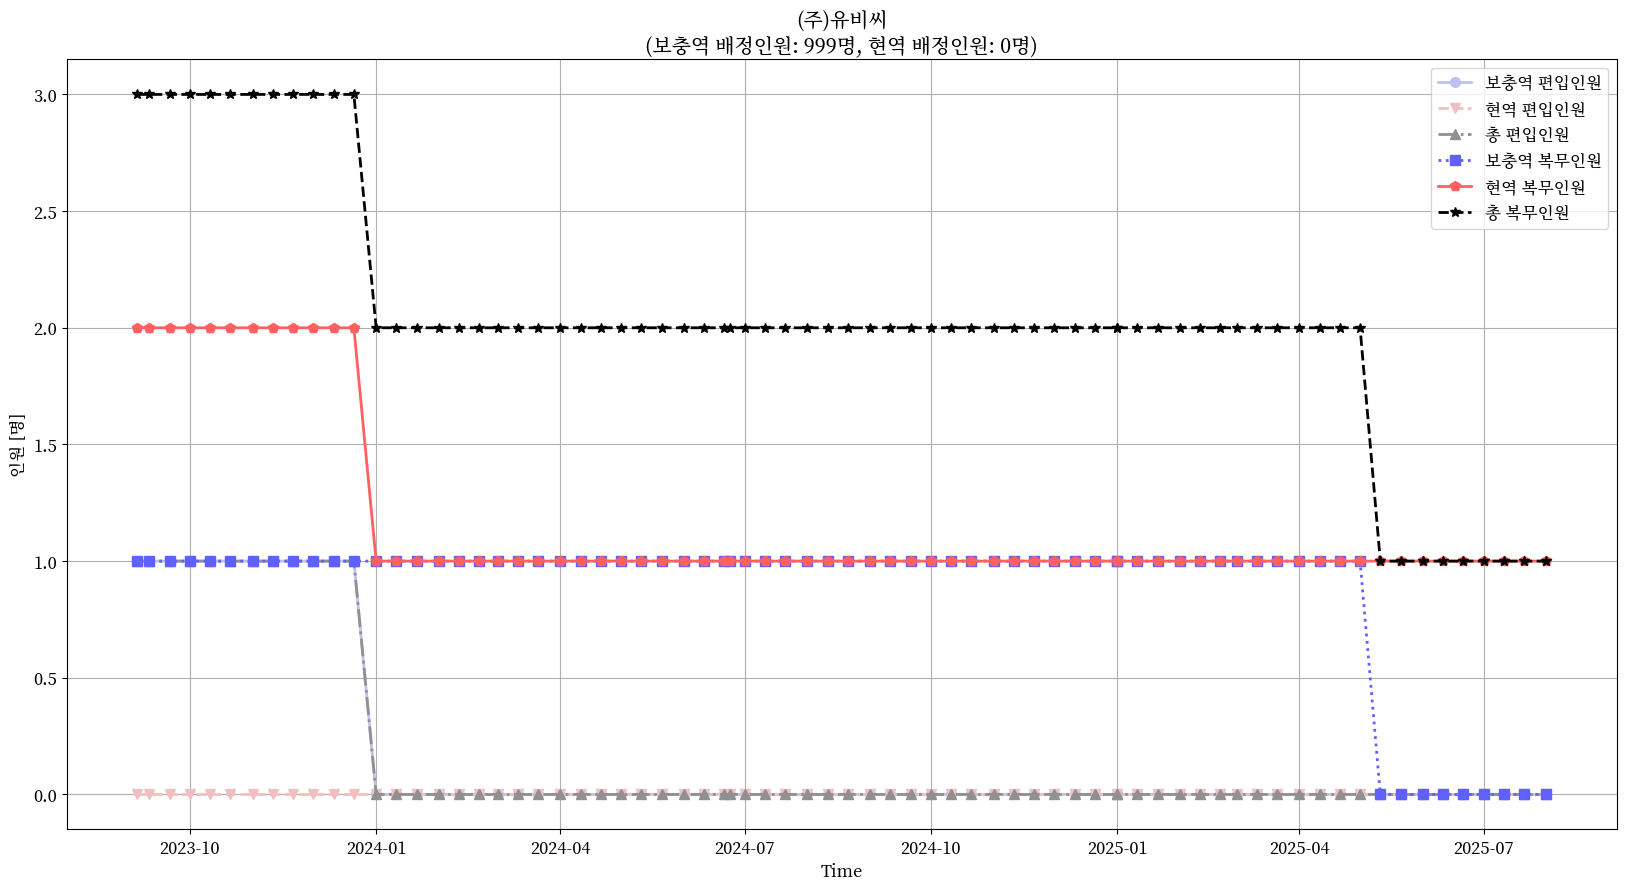 (주)유비씨
(보충역 배정인원: 999명, 현역 배정인원: 0명)
보충역 편입인원
현역 편입인원
총 편입인원
보충역 복무인원
현역 복무인원
총 복무인원
인원 [명]
3.0
2.5
2.0
1.5
1.0
0.5
0.0
2023-10 2024-01 2024-04 2024-07 2024-10 2025-01 2025-04 2025-07
Time